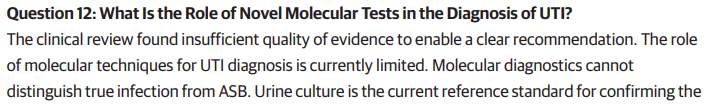 Question 12: What Is the Role of Novel Molecular Tests in the Diagnosis of UTI?
The clinical review found insufficient quality of evidence to enable a clear recommendation. The role
of molecular techniques for UTI diagnosis is currently limited. Molecular diagnostics cannot
distinguish true infection from ASB. Urine culture is the current reference standard for confirming the